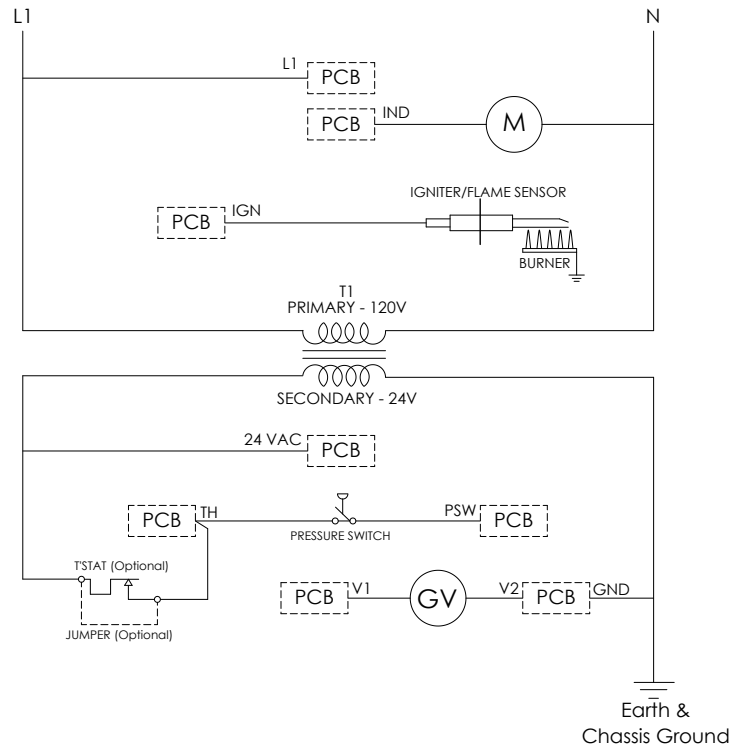 L1
N
L1
PCB
PCB
IND
M
IGNITER/FLAME SENSOR
PCB
IGN
BURNER
T1
PRIMARY - 120V
SECONDARY - 24V
24 VAC
PCB
PCB
TH
PSW
PCB
PRESSURE SWITCH
T'STAT (Optional)
JUMPER (Optional)
PCB
V1
GV
V2
PCB
GND
Earth &
Chassis Ground